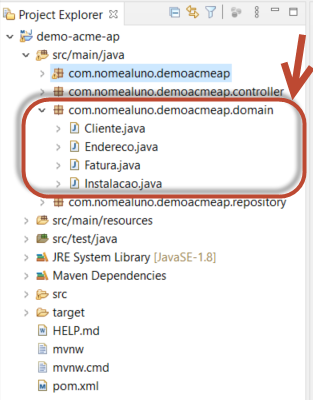 Project Explorer
demo-acme-ap
src/main/java
com.nomealuno.demoacmeap
com.nomealuno.demoacmeap.controller
com.nomealuno.demoacmeap.domain
Cliente.java
Endereco.java
Fatura.java
Instalacao.java
com.nomealuno.demoacmeap.repository
src/main/resources
src/test/java
JRE System Library [JavaSE-1.8]
Maven Dependencies
src
target
HELP.md
mvnw
mvnw.cmd
pom.xml